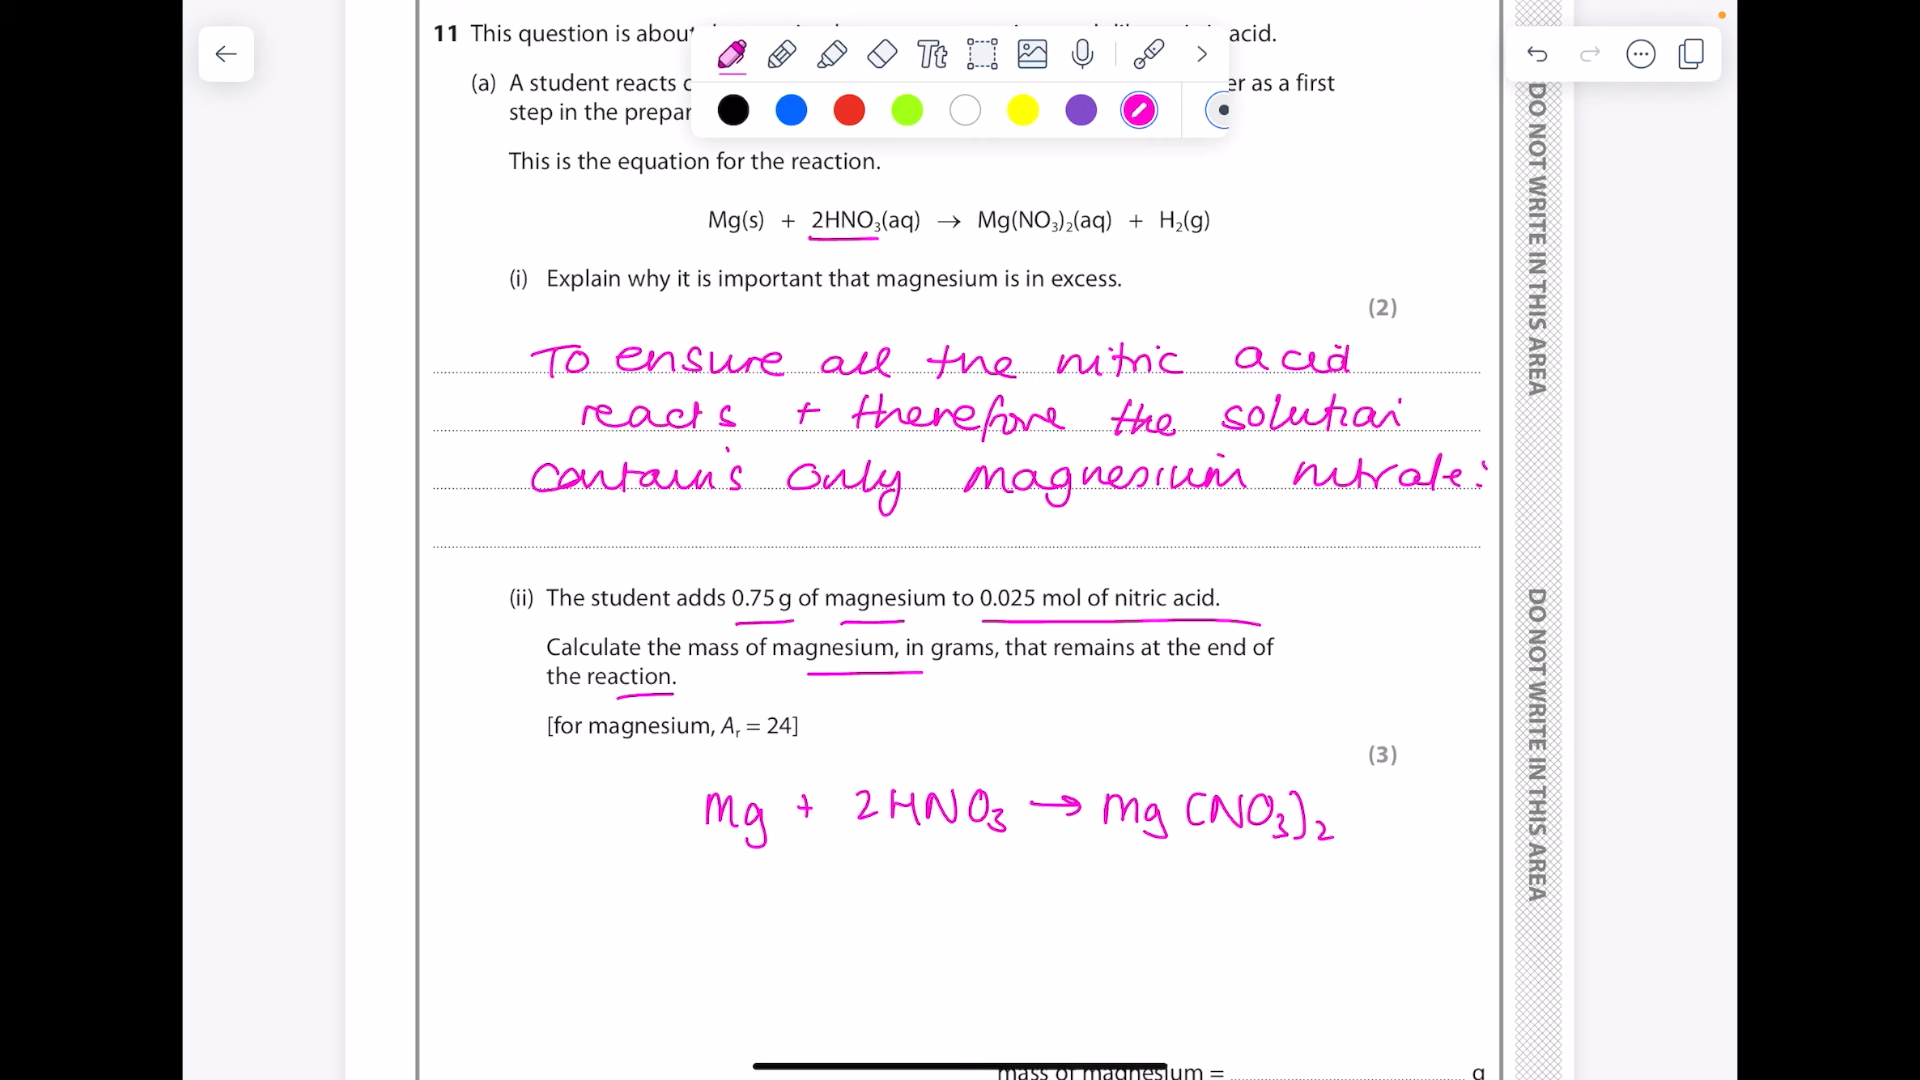 11 This question is about acid.
(a) A student reacts er as a first
step in the prepar
Tt
This is the equation for the reaction.
Mg(s) + 2HNO₃(aq) → Mg(NO₃)₂(aq) + H₂(g)
(i) Explain why it is important that magnesium is in excess.
(2)
To ensure all the nitric acid
reacts + therefore the solution
contains only magnesium nitrate.
(ii) The student adds 0.75 g of magnesium to 0.025 mol of nitric acid.
Calculate the mass of magnesium, in grams, that remains at the end of
the reaction.
[for magnesium, Aᵣ = 24]
(3)
Mg + 2HNO₃ → Mg (NO₃)₂
mass of magnesium = g
DO NOT WRITE IN THIS AREA
DO NOT WRITE IN THIS AREA